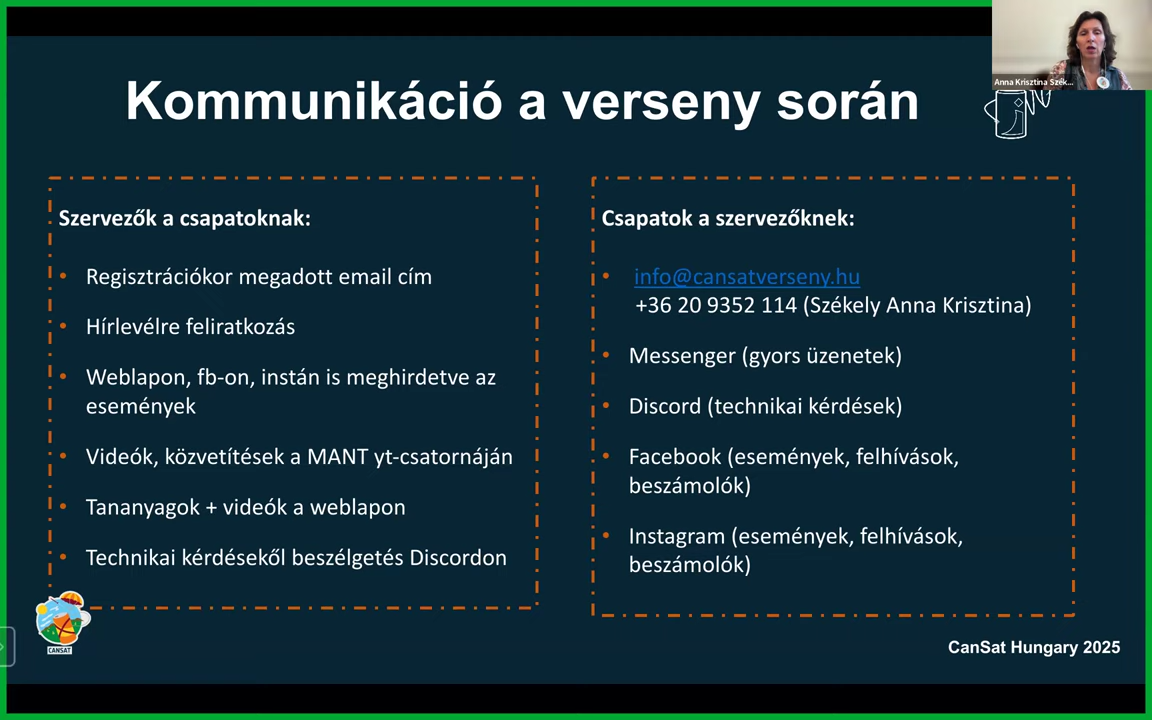 Anna Krisztina Szék...
Kommunikáció a verseny során
Szervezők a csapatoknak:
• Regisztrációkor megadott email cím
• Hírlevélre feliratkozás
• Weblapon, fb-on, instán is meghirdetve az
események
• Videók, közvetítések a MANT yt-csatornáján
• Tananyagok + videók a weblapon
• Technikai kérdésekől beszélgetés Discordon
Csapatok a szervezőknek:
• info@cansatverseny.hu
+36 20 9352 114 (Székely Anna Krisztina)
• Messenger (gyors üzenetek)
• Discord (technikai kérdések)
• Facebook (események, felhívások,
beszámolók)
• Instagram (események, felhívások,
beszámolók)
CANSAT
CanSat Hungary 2025